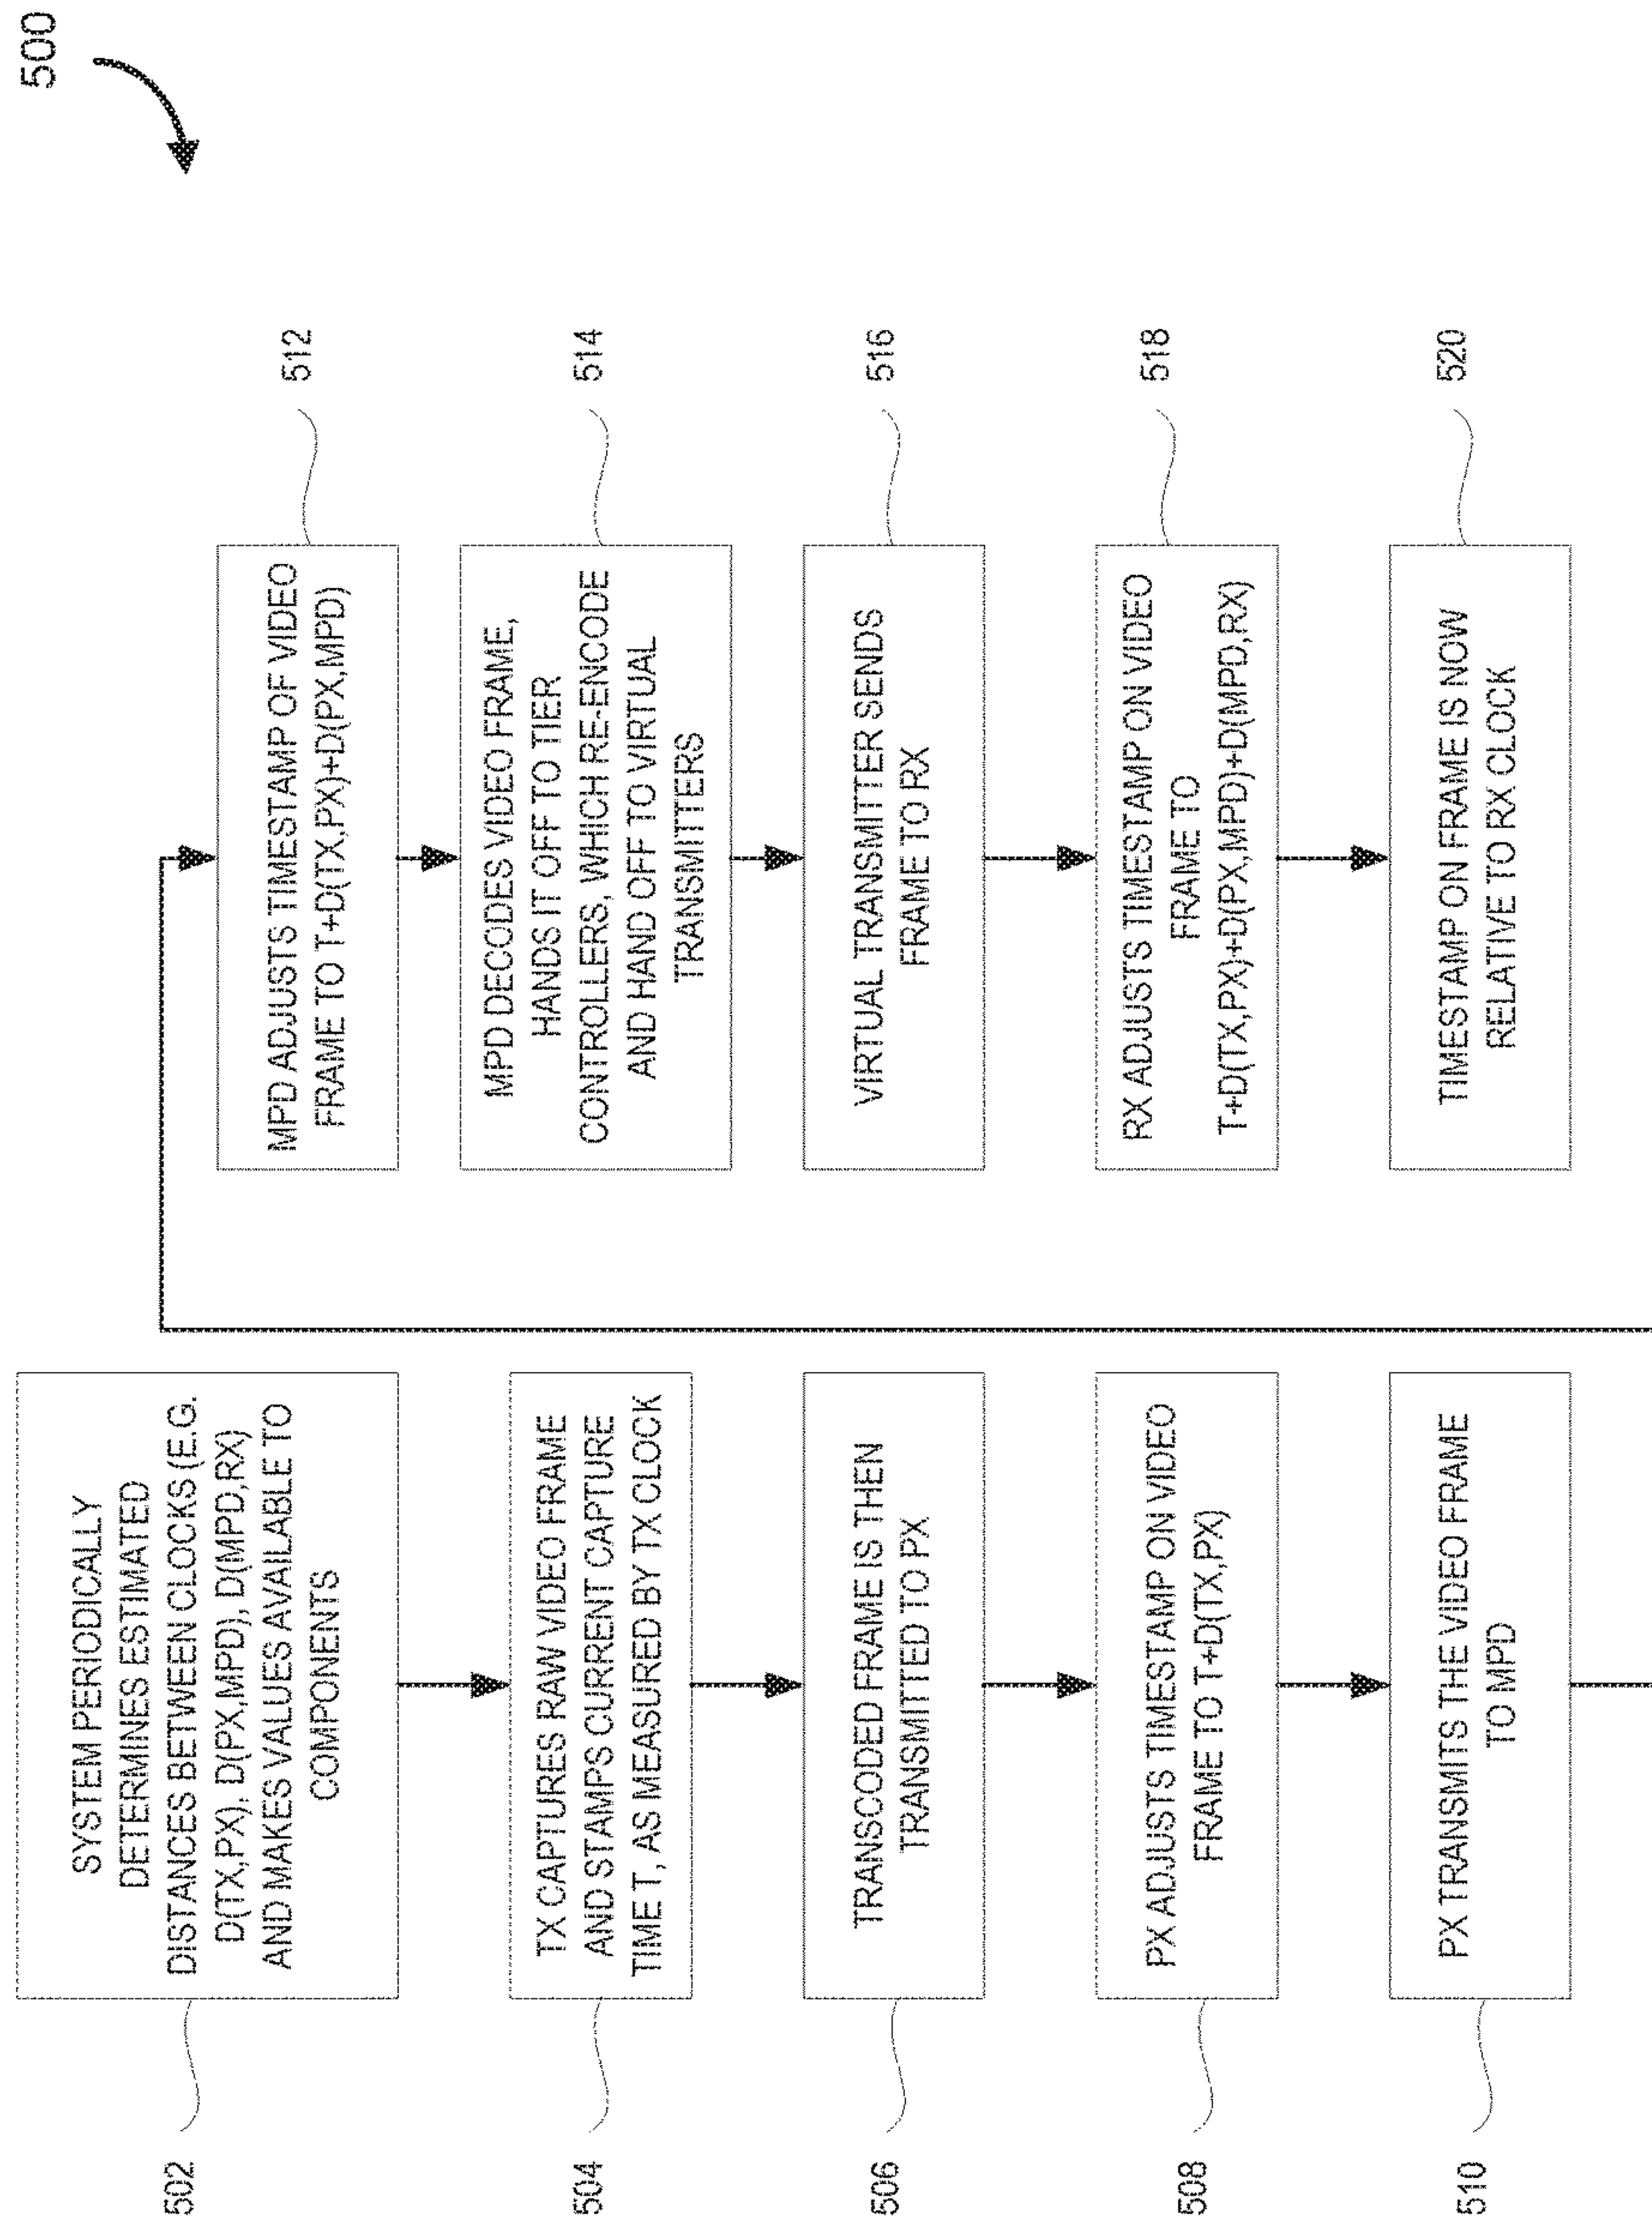 500
SYSTEM PERIODICALLY
DETERMINES ESTIMATED
DISTANCES BETWEEN CLOCKS (E.G.
D(TX,PX). D(PX,MPD), D(MPD,RX)
AND MAKES VALUES AVAILABLE TO
COMPONENTS
502
TX CAPTURES RAW VIDEO FRAME
AND STAMPS CURRENT CAPTURE
TIME T, AS MEASURED BY TX CLOCK
504
TRANSCODED FRAME IS THEN
TRANSMITTED TO PX
506
PX ADJUSTS TIMESTAMP ON VIDEO
FRAME TO T+D(TX,PX)
508
PX TRANSMITS THE VIDEO FRAME
TO MPD
510
MPD ADJUSTS TIMESTAMP OF VIDEO
FRAME TO T+D(TX,PX)+D(PX,MPD)
512
MPD DECODES VIDEO FRAME,
HANDS IT OFF TO TIER
CONTROLLERS, WHICH RE-ENCODE
AND HAND OFF TO VIRTUAL
TRANSMITTERS
514
VIRTUAL TRANSMITTER SENDS
FRAME TO RX
516
RX ADJUSTS TIMESTAMP ON VIDEO
FRAME TO
T+D(TX,PX)+D(PX,MPD)+D(MPD,RX)
518
TIMESTAMP ON FRAME IS NOW
RELATIVE TO RX CLOCK
520